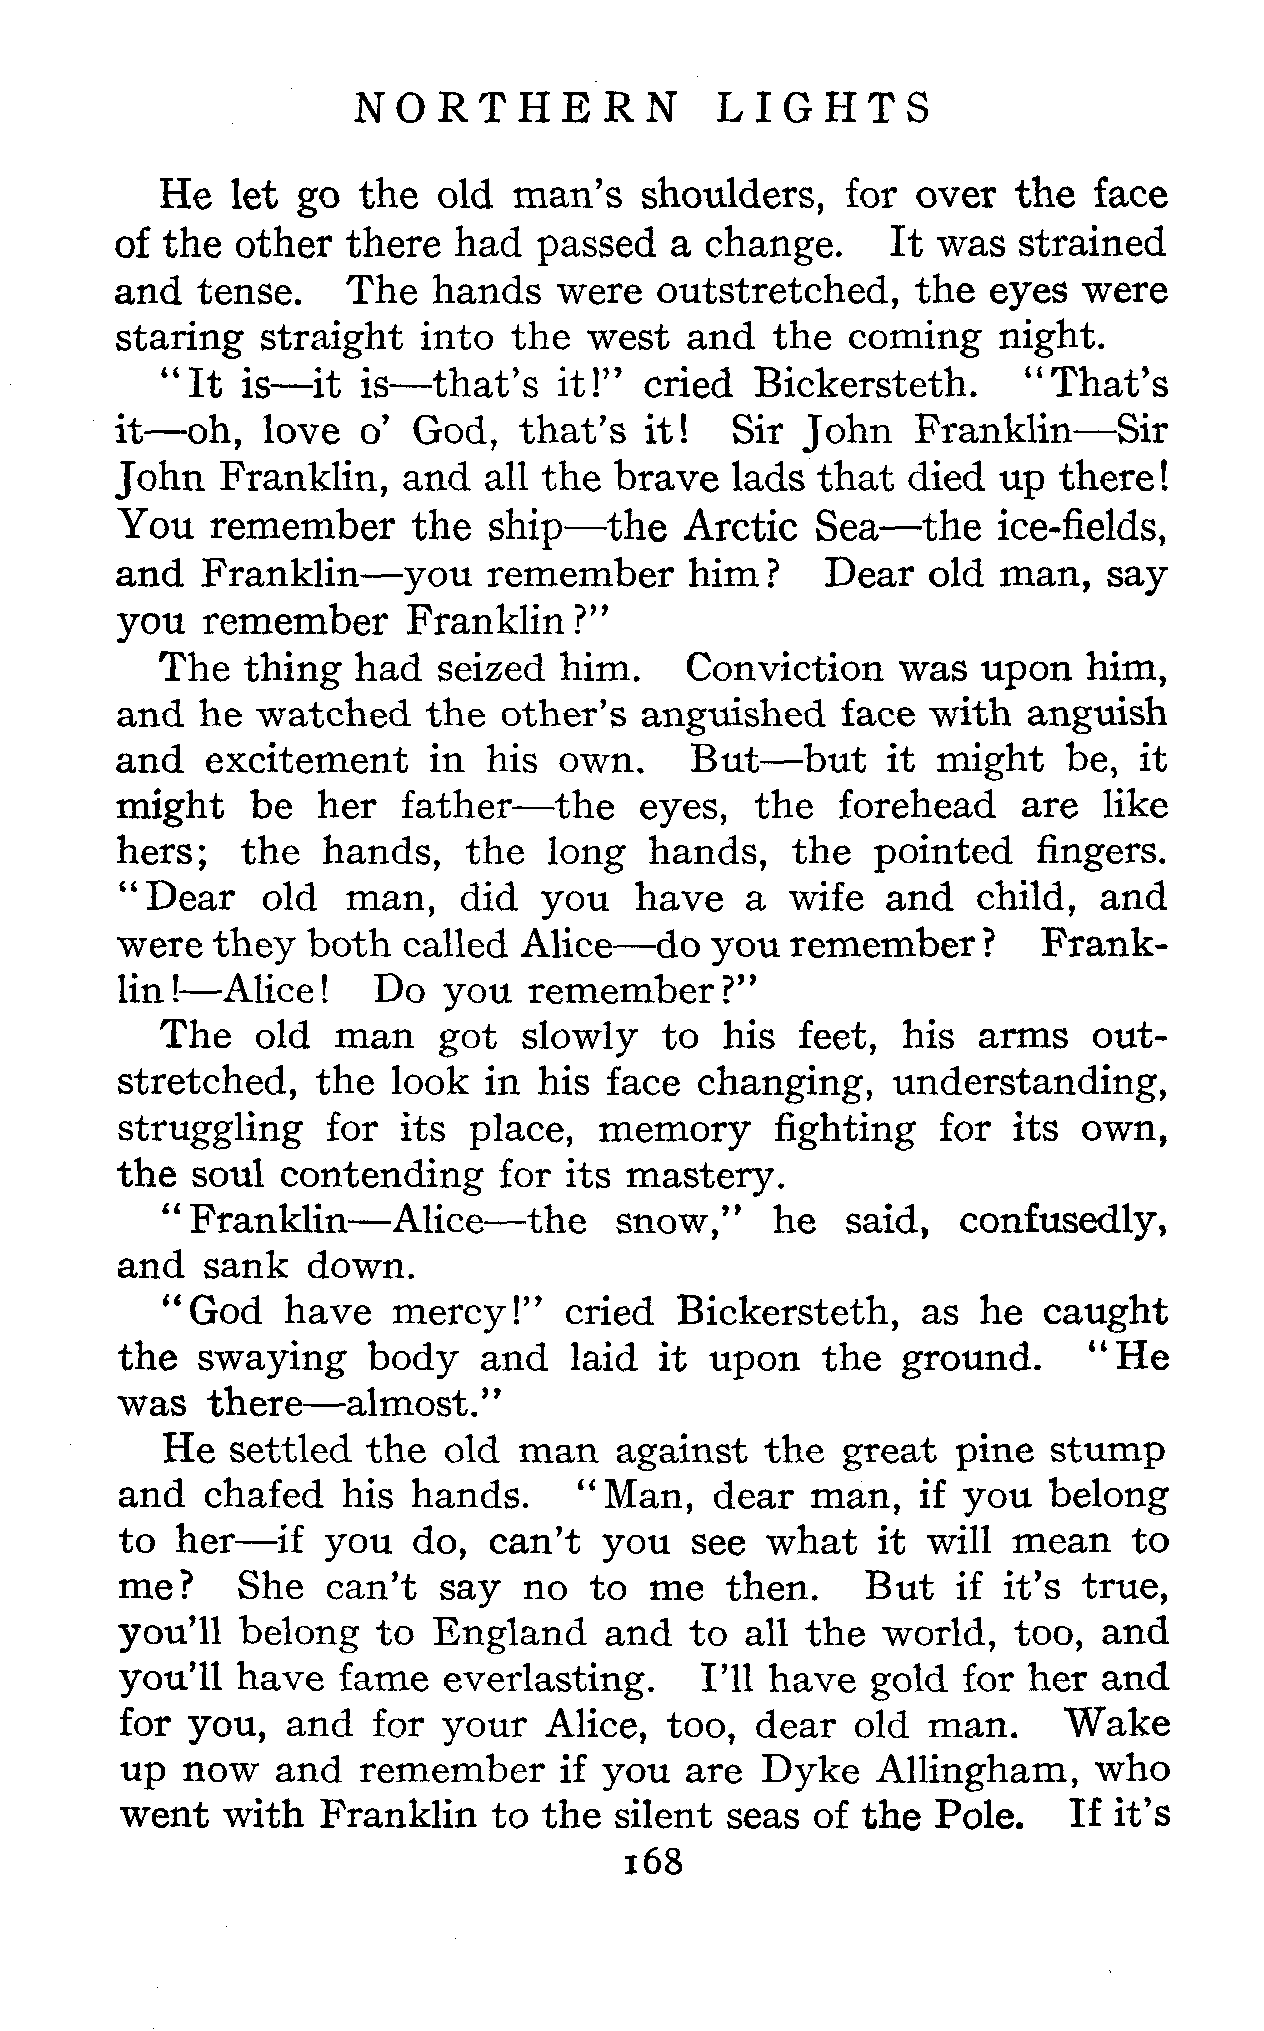 NORTHERN LIGHTS
He let go the old man's shoulders, for over the face
of the other there had passed a change. It was strained
and tense. The hands were outstretched, the eyes were
staring straight into the west and the coming night.
"It is—it is—that's it!" cried Bickersteth. "That's
it—oh, love o' God, that's it! Sir John Franklin—Sir
John Franklin, and all the brave lads that died up there!
You remember the ship—the Arctic Sea—the ice-fields,
and Franklin—you remember him? Dear old man, say
you remember Franklin?"
The thing had seized him. Conviction was upon him,
and he watched the other's anguished face with anguish
and excitement in his own. But—but it might be, it
might be her father—the eyes, the forehead are like
hers; the hands, the long hands, the pointed fingers.
"Dear old man, did you have a wife and child, and
were they both called Alice—do you remember? Frank-
lin!—Alice! Do you remember?"
The old man got slowly to his feet, his arms out-
stretched, the look in his face changing, understanding,
struggling for its place, memory fighting for its own,
the soul contending for its mastery.
"Franklin—Alice—the snow," he said, confusedly,
and sank down.
"God have mercy!" cried Bickersteth, as he caught
the swaying body and laid it upon the ground. "He
was there—almost."
He settled the old man against the great pine stump
and chafed his hands. "Man, dear man, if you belong
to her—if you do, can't you see what it will mean to
me? She can't say no to me then. But if it's true,
you'll belong to England and to all the world, too, and
you'll have fame everlasting. I'll have gold for her and
for you, and for your Alice, too, dear old man. Wake
up now and remember if you are Dyke Allingham, who
went with Franklin to the silent seas of the Pole. If it's
168